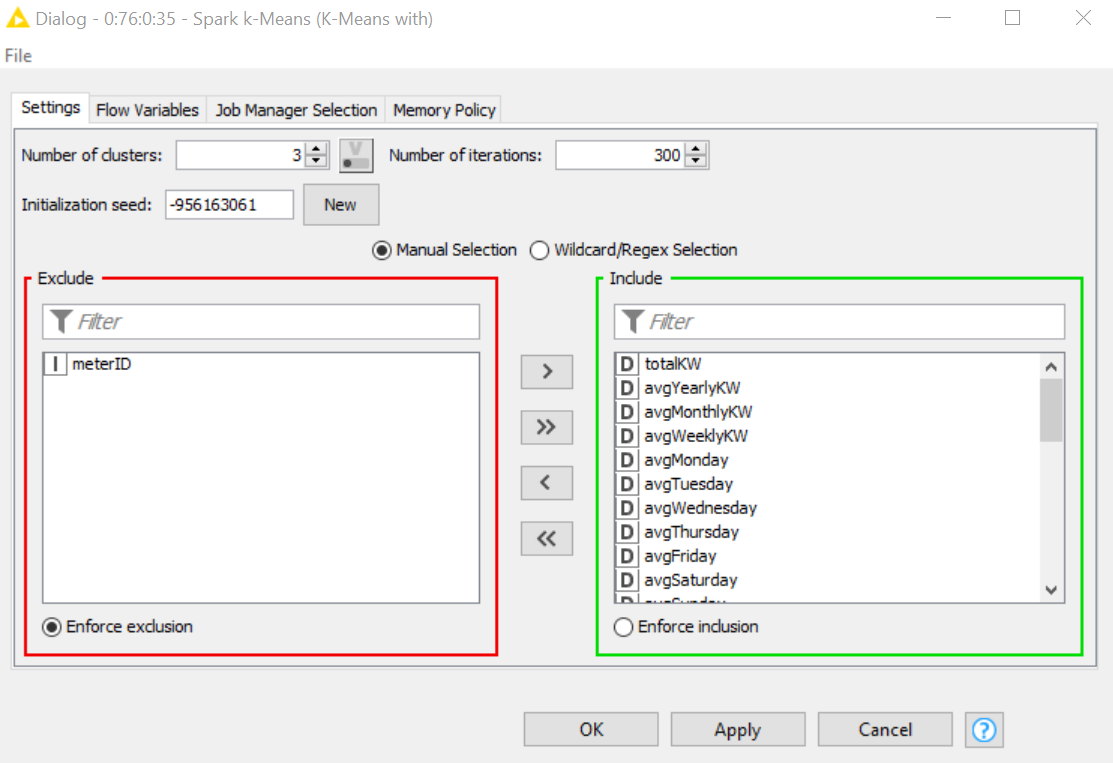 Dialog - 0:76:0:35 - Spark k-Means (K-Means with)
File
Settings Flow Variables Job Manager Selection Memory Policy
Number of clusters: 3 V Number of iterations: 300
Initialization seed: -956163061 New
Manual Selection Wildcard/Regex Selection
Exclude Include
Filter Filter
I meterID D totalKW
D avgYearlyKW
D avgMonthlyKW
D avgWeeklyKW
D avgMonday
D avgTuesday
D avgWednesday
D avgThursday
D avgFriday
D avgSaturday
D avgSunday
> 
>>
<
<<
Enforce exclusion Enforce inclusion
OK Apply Cancel ?